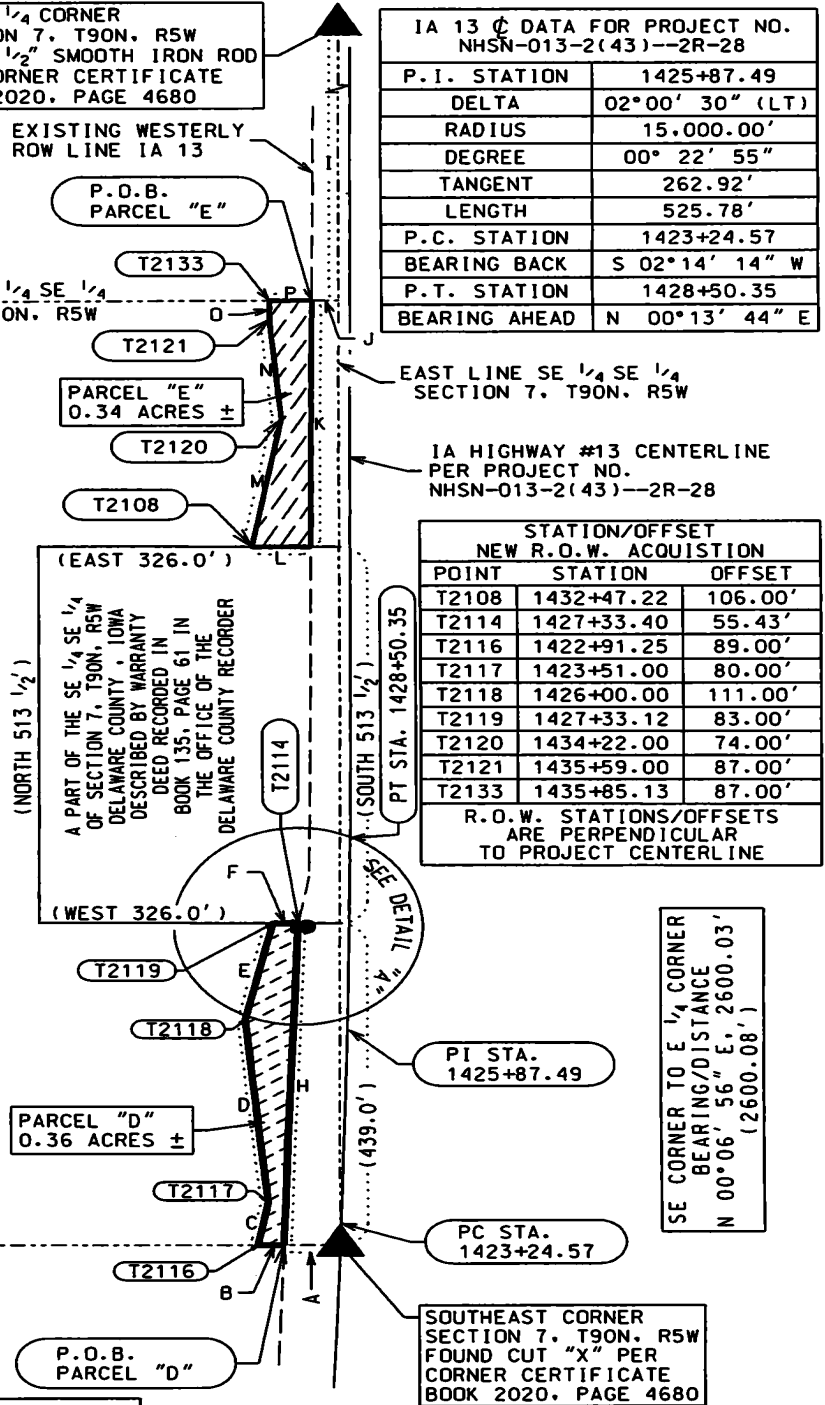 ¼ CORNER
ON 7, T90N, R5W
½" SMOOTH IRON ROD
ORNER CERTIFICATE
2020, PAGE 4680
IA 13 ℄ DATA FOR PROJECT NO.
NHSN-013-2(43)--2R-28
P.I. STATION 1425+87.49
DELTA 02°00' 30" (LT)
RADIUS 15,000.00'
DEGREE 00° 22' 55"
TANGENT 262.92'
LENGTH 525.78'
P.C. STATION 1423+24.57
BEARING BACK S 02°14' 14" W
P.T. STATION 1428+50.35
BEARING AHEAD N 00°13' 44" E
EXISTING WESTERLY
ROW LINE IA 13
I
P.O.B.
PARCEL "E"
T2133
P
¼ SE ¼
ON, R5W
O
J
T2121
N
EAST LINE SE ¼ SE ¼
SECTION 7, T90N, R5W
PARCEL "E"
0.34 ACRES ±
K
T2120
IA HIGHWAY #13 CENTERLINE
PER PROJECT NO.
NHSN-013-2(43)--2R-28
M
T2108
L
(EAST 326.0')
STATION/OFFSET
NEW R.O.W. ACQUISTION
POINT STATION OFFSET
T2108 1432+47.22 106.00'
T2114 1427+33.40 55.43'
T2116 1422+91.25 89.00'
T2117 1423+51.00 80.00'
T2118 1426+00.00 111.00'
T2119 1427+33.12 83.00'
T2120 1434+22.00 74.00'
T2121 1435+59.00 87.00'
T2133 1435+85.13 87.00'
R.O.W. STATIONS/OFFSETS
ARE PERPENDICULAR
TO PROJECT CENTERLINE
(NORTH 513 ½')
A PART OF THE SE ¼ SE ¼
OF SECTION 7, T90N, R5W
DELAWARE COUNTY, IOWA
DESCRIBED BY WARRANTY
DEED RECORDED IN
BOOK 135, PAGE 61 IN
THE OFFICE OF THE
DELAWARE COUNTY RECORDER
T2114
(SOUTH 513 ½')
PT STA. 1428+50.35
F
SEE DETAIL "A"
(WEST 326.0')
T2119
E
T2118
PI STA.
1425+87.49
H
D
PARCEL "D"
0.36 ACRES ±
(439.0')
T2117
C
PC STA.
1423+24.57
T2116
B
A
SE CORNER TO E ¼ CORNER
BEARING/DISTANCE
N 00°06' 56" E, 2600.03'
(2600.08')
P.O.B.
PARCEL "D"
SOUTHEAST CORNER
SECTION 7, T90N, R5W
FOUND CUT "X" PER
CORNER CERTIFICATE
BOOK 2020, PAGE 4680